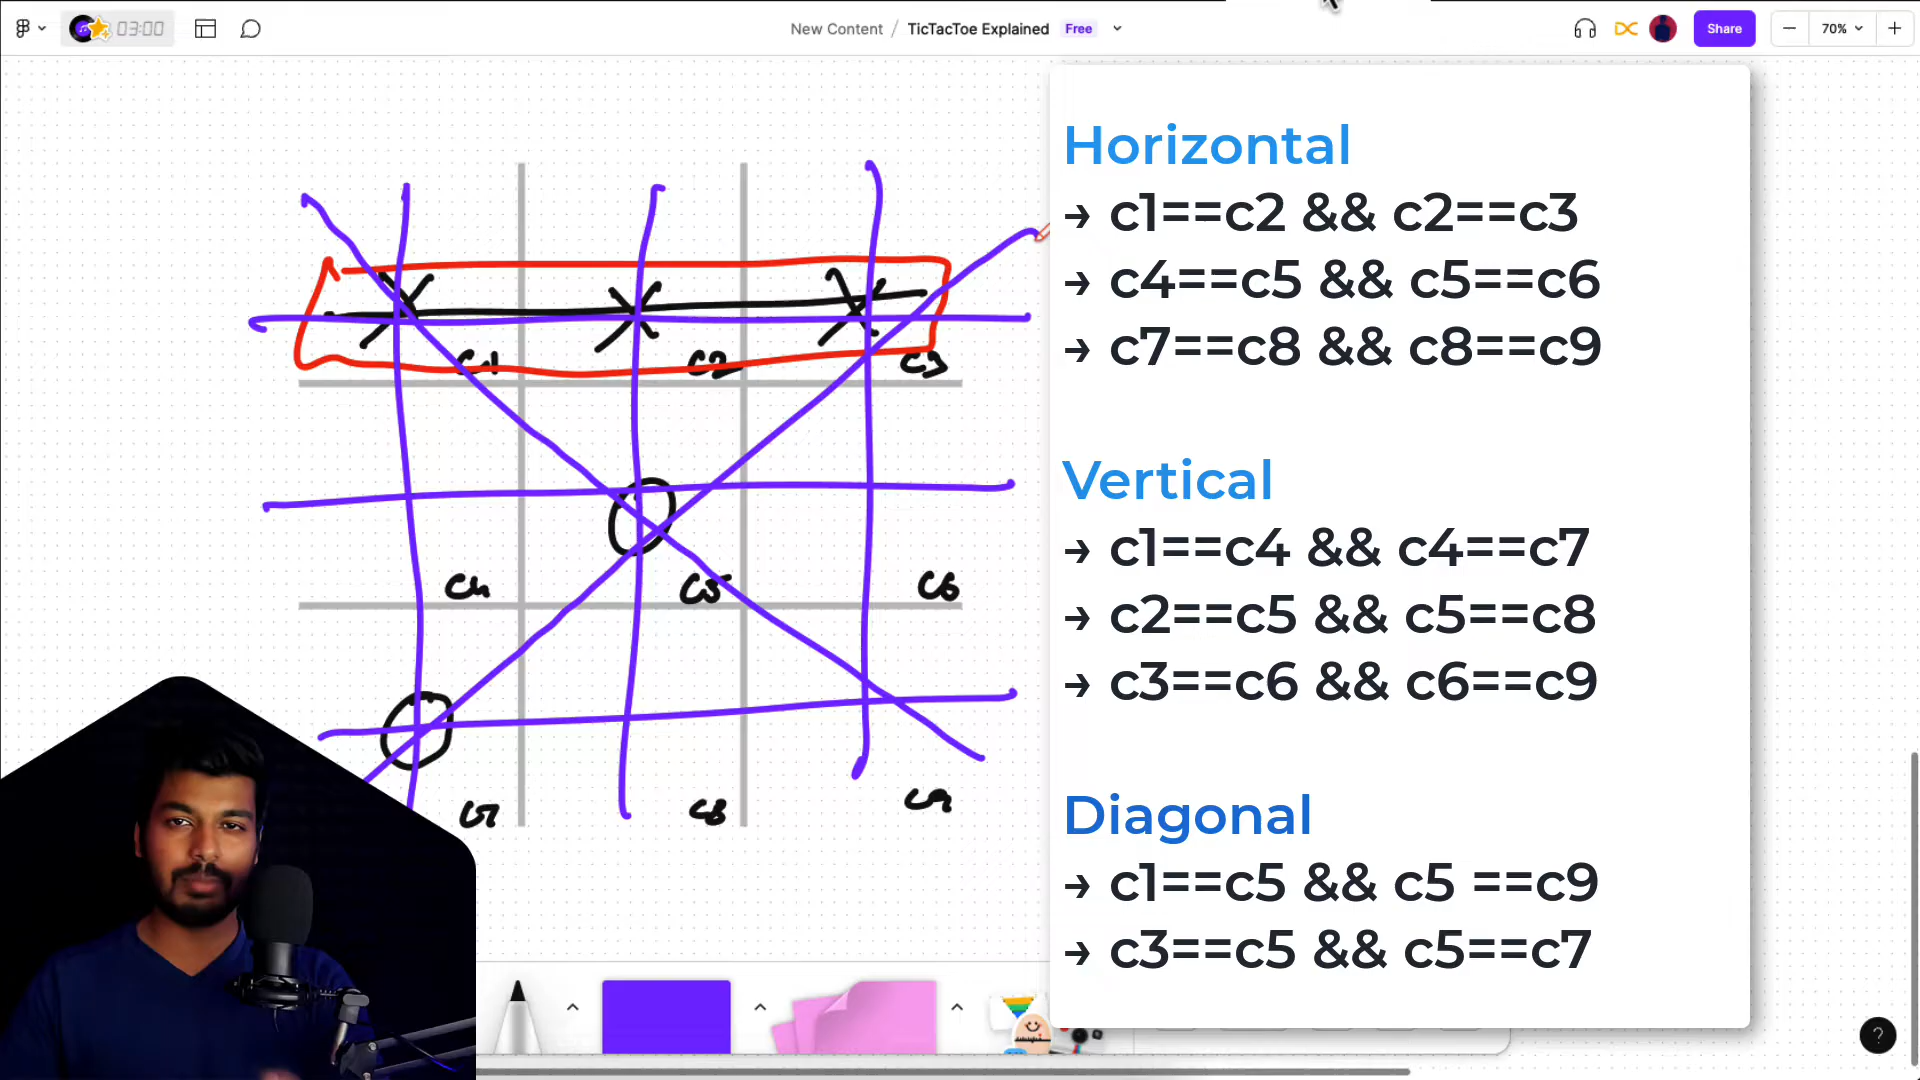 03:00
New Content / TicTacToe Explained Free
Share
70%
Horizontal
→ c1==c2 && c2==c3
→ c4==c5 && c5==c6
→ c7==c8 && c8==c9
Vertical
→ c1==c4 && c4==c7
→ c2==c5 && c5==c8
→ c3==c6 && c6==c9
Diagonal
→ c1==c5 && c5 ==c9
→ c3==c5 && c5==c7
X X X
C1 C2 C3
O
C4 C5 C6
O
C7 C8 C9
?